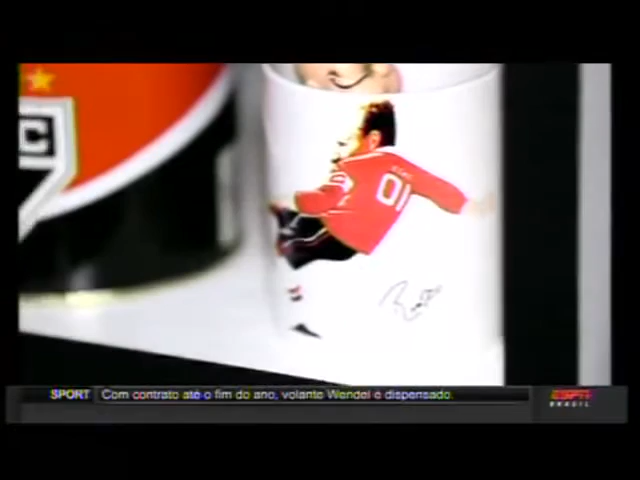 C
01
SPORT Com contrato até o fim do ano, volante Wendel é dispensado.
ESPN
BRASIL